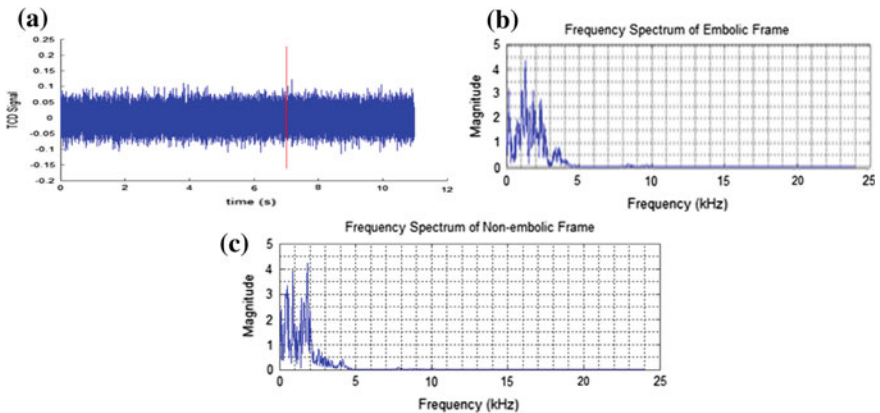 (a)
0.25
0.2
0.15
0.1
0.05
0
-0.05
-0.1
-0.15
-0.2
TCD Signal
0 2 4 6 8 10 12
time (s)
(b)
Frequency Spectrum of Embolic Frame
5
4
3
2
1
0
Magnitude
0 5 10 15 20 25
Frequency (kHz)
(c)
Frequency Spectrum of Non-embolic Frame
5
4
3
2
1
0
Magnitude
0 5 10 15 20 25
Frequency (kHz)